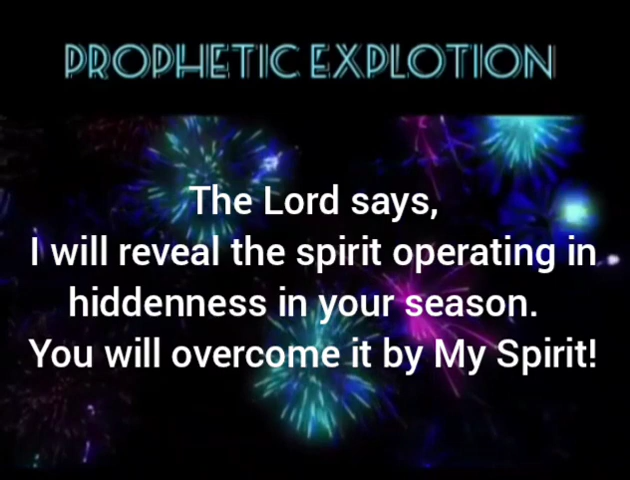 PROPHETIC EXPLOTION
The Lord says,
I will reveal the spirit operating in
hiddenness in your season.
You will overcome it by My Spirit!